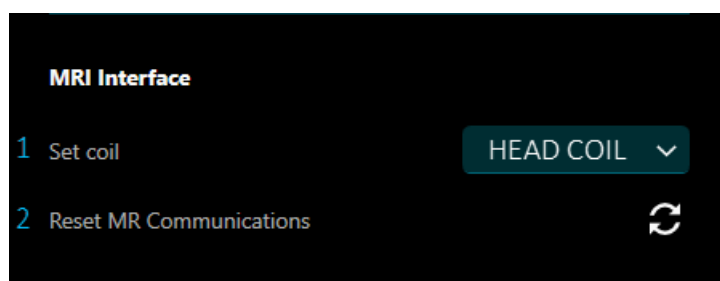 MRI Interface
1 Set coil HEAD COIL
2 Reset MR Communications